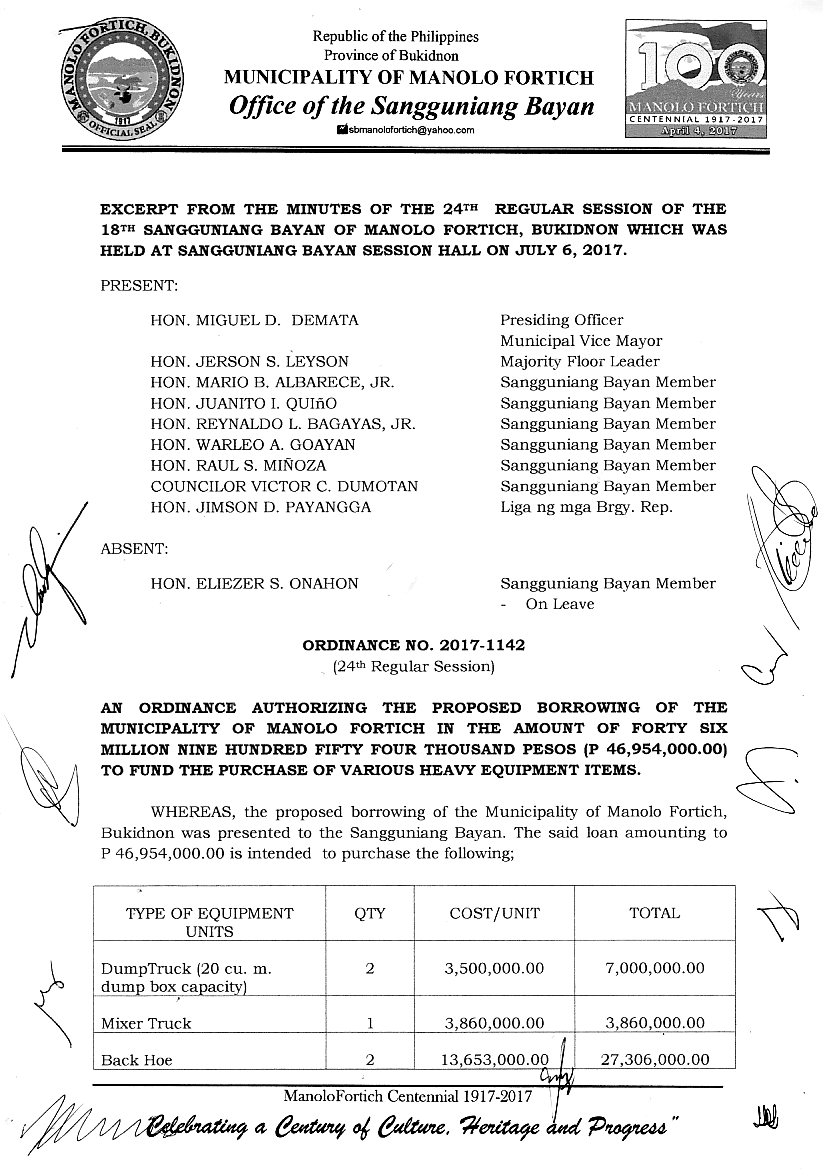 MANOLO FORTICH, BUKIDNON
1917
OFFICIAL SEAL
Republic of the Philippines
Province of Bukidnon
MUNICIPALITY OF MANOLO FORTICH
Office of the Sangguniang Bayan
sbmanolofortich@yahoo.com
100
Years
MANOLO FORTICH
CENTENNIAL 1917-2017
April 4, 2017
EXCERPT FROM THE MINUTES OF THE 24TH REGULAR SESSION OF THE
18TH SANGGUNIANG BAYAN OF MANOLO FORTICH, BUKIDNON WHICH WAS
HELD AT SANGGUNIANG BAYAN SESSION HALL ON JULY 6, 2017.
PRESENT:
HON. MIGUEL D. DEMATA Presiding Officer
Municipal Vice Mayor
HON. JERSON S. LEYSON Majority Floor Leader
HON. MARIO B. ALBARECE, JR. Sangguniang Bayan Member
HON. JUANITO I. QUIñO Sangguniang Bayan Member
HON. REYNALDO L. BAGAYAS, JR. Sangguniang Bayan Member
HON. WARLEO A. GOAYAN Sangguniang Bayan Member
HON. RAUL S. MIÑOZA Sangguniang Bayan Member
COUNCILOR VICTOR C. DUMOTAN Sangguniang Bayan Member
HON. JIMSON D. PAYANGGA Liga ng mga Brgy. Rep.
ABSENT:
HON. ELIEZER S. ONAHON Sangguniang Bayan Member
- On Leave
ORDINANCE NO. 2017-1142
(24th Regular Session)
AN ORDINANCE AUTHORIZING THE PROPOSED BORROWING OF THE
MUNICIPALITY OF MANOLO FORTICH IN THE AMOUNT OF FORTY SIX
MILLION NINE HUNDRED FIFTY FOUR THOUSAND PESOS (P 46,954,000.00)
TO FUND THE PURCHASE OF VARIOUS HEAVY EQUIPMENT ITEMS.
WHEREAS, the proposed borrowing of the Municipality of Manolo Fortich,
Bukidnon was presented to the Sangguniang Bayan. The said loan amounting to
P 46,954,000.00 is intended to purchase the following;
TYPE OF EQUIPMENT QTY COST/UNIT TOTAL
UNITS
DumpTruck (20 cu. m. 2 3,500,000.00 7,000,000.00
dump box capacity)
Mixer Truck 1 3,860,000.00 3,860,000.00
Back Hoe 2 13,653,000.00 27,306,000.00
ManoloFortich Centennial 1917-2017
Celebrating a Century of Culture, Heritage and Progress"